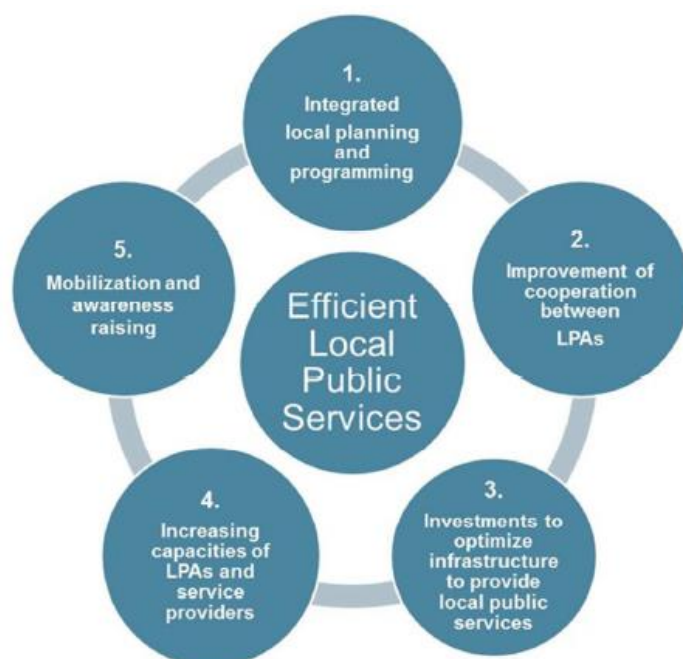 1.
Integrated
local planning
and
programming
2.
Improvement of
cooperation
between
LPAs
3.
Investments to
optimize
infrastructure
to provide
local public
services
4.
Increasing
capacities of
LPAs and
service
providers
5.
Mobilization and
awareness
raising
Efficient
Local
Public
Services